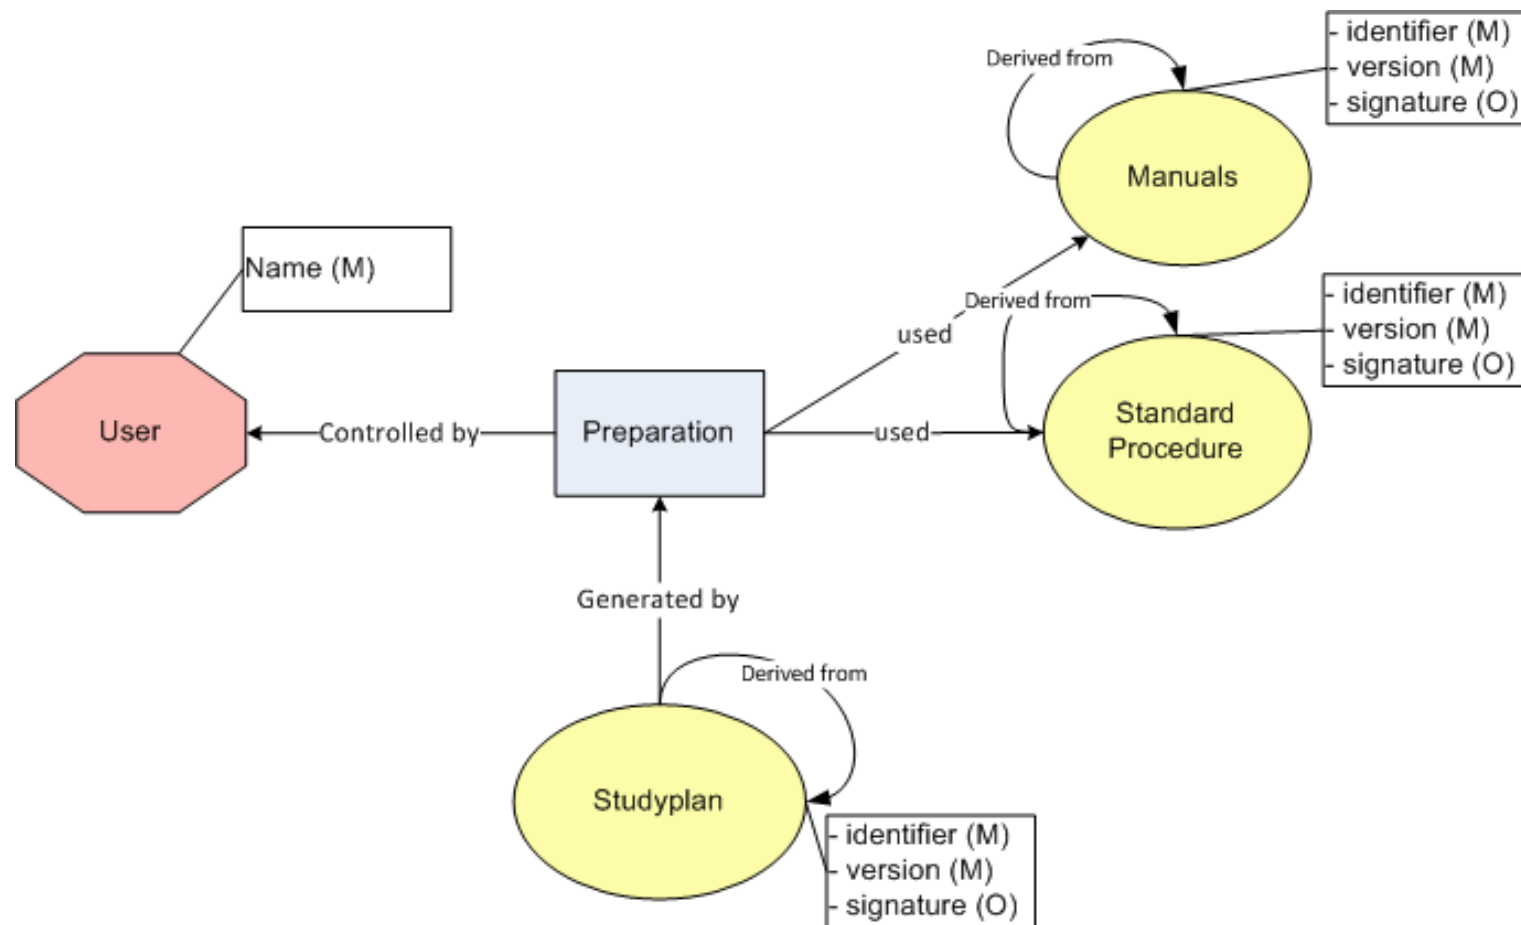 - identifier (M)
- version (M)
- signature (O)
Derived from
Manuals
Name (M)
- identifier (M)
- version (M)
- signature (O)
Derived from
used
User
Controlled by
Preparation
used
Standard
Procedure
Generated by
Derived from
Studyplan
- identifier (M)
- version (M)
- signature (O)